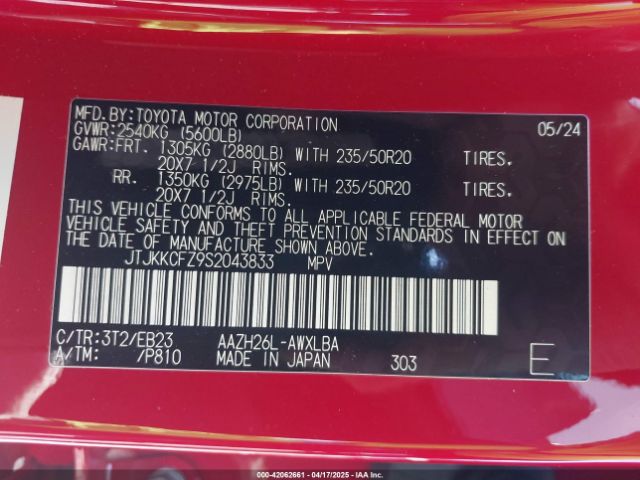 MFD.BY:TOYOTA MOTOR CORPORATION 05/24
GVWR:2540KG (5600LB)
GAWR:FRT. 1305KG (2880LB) WITH 235/50R20 TIRES.
20X7 1/2J RIMS.
RR. 1350KG (2975LB) WITH 235/50R20 TIRES.
20X7 1/2J RIMS.
THIS VEHICLE CONFORMS TO ALL APPLICABLE FEDERAL MOTOR
VEHICLE SAFETY AND THEFT PREVENTION STANDARDS IN EFFECT ON
THE DATE OF MANUFACTURE SHOWN ABOVE.
JTJKKCFZ9S2043833 MPV
C/TR:3T2/EB23 AAZH26L-AWXLBA
A/TM: /P810 MADE IN JAPAN 303 E
000-42062661 - 04/17/2025 - IAAI.COM